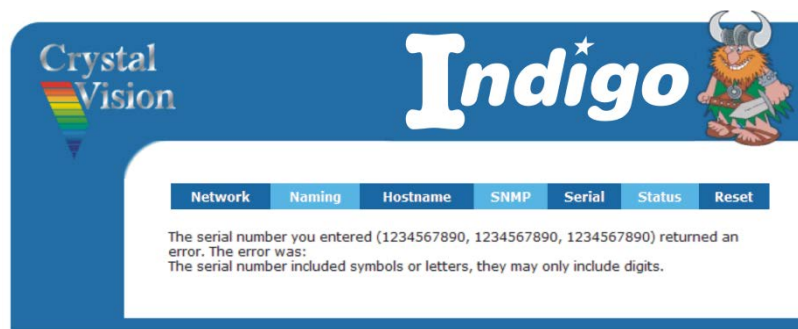 Crystal
Vision
Indigo
Network Naming Hostname SNMP Serial Status Reset
The serial number you entered (1234567890, 1234567890, 1234567890) returned an
error. The error was:
The serial number included symbols or letters, they may only include digits.